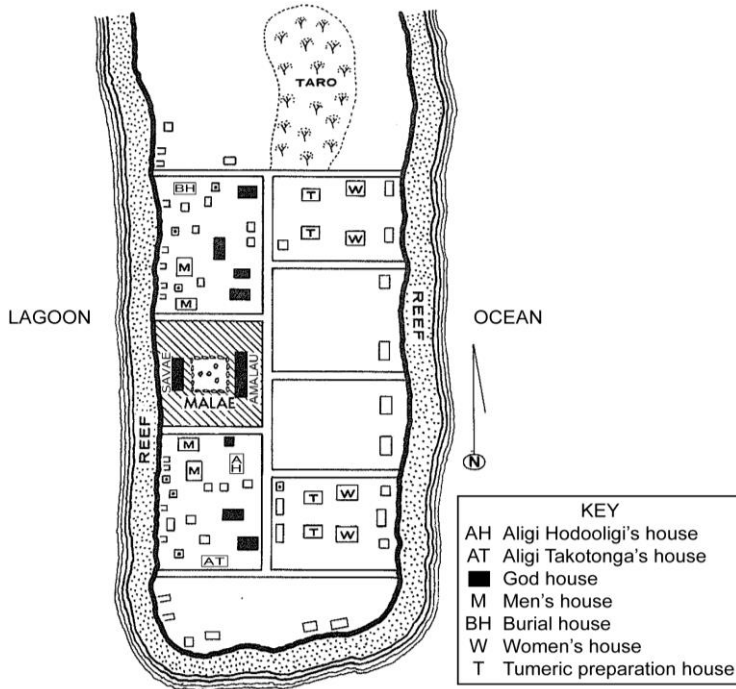 TARO
BH
T
W
T
W
M
M
LAGOON
REEF
OCEAN
SAVAE
AMALAU
MALAE
REEF
M
M
A
H
T
W
T
W
AT
N
KEY
AH Aligi Hodooligi's house
AT Aligi Takotonga's house
God house
M Men's house
BH Burial house
W Women's house
T Tumeric preparation house